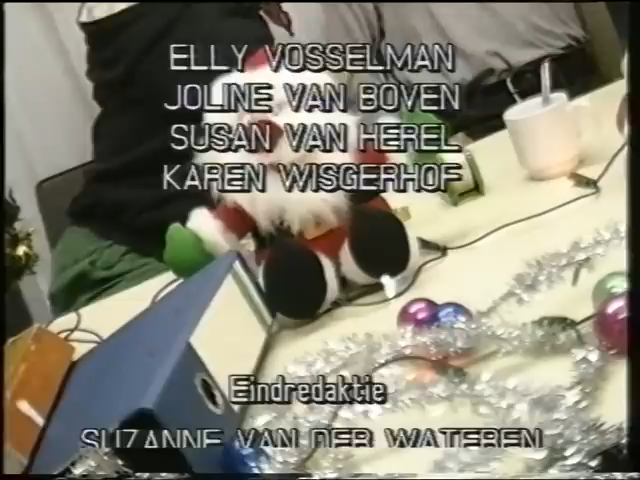 ELLY VOSSELMAN
JOLINE VAN BOVEN
SUSAN VAN HEREL
KAREN WISGERHOF
Eindredaktie
SUZANNE VAN DER WATEREN